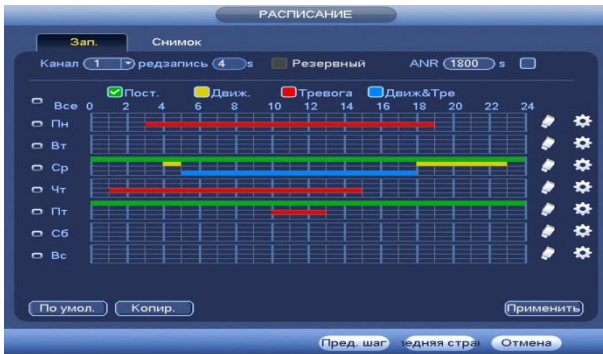 РАСПИСАНИЕ
Зап. Снимок
Канал 1 редзапись 4 s Резервный ANR 1800 s
Пост. Движ. Тревога Движ&Тре
Все 0 2 4 6 8 10 12 14 16 18 20 22 24
Пн
Вт
Ср
Чт
Пт
Сб
Вс
По умол. Копир. Применить
Пред. шаг едняя стра Отмена